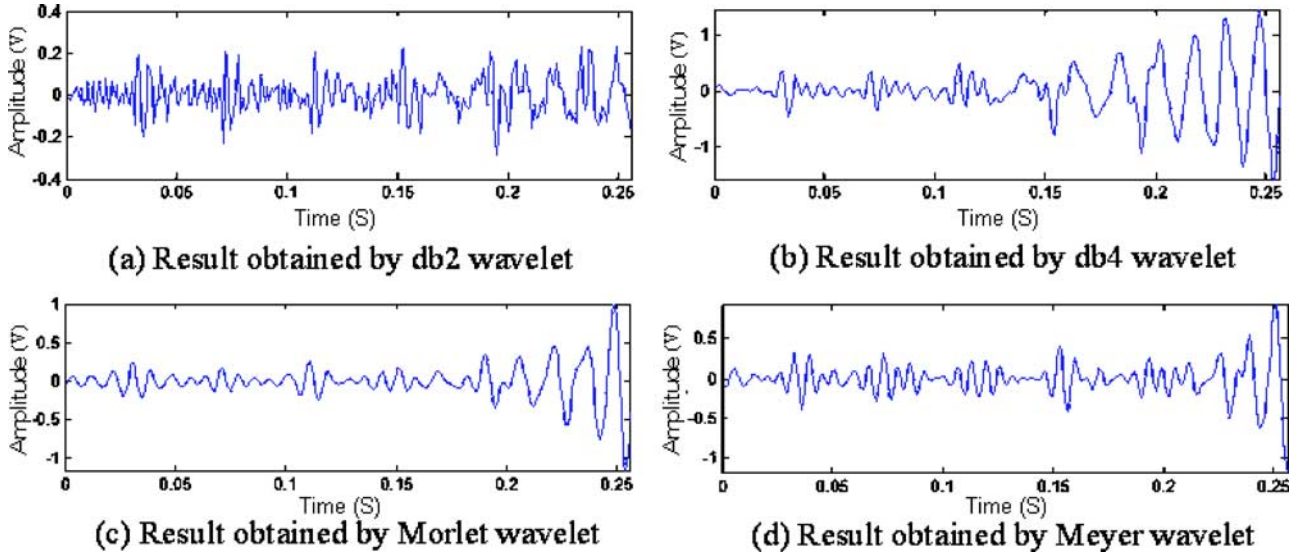 0.4
0.2
0
-0.2
-0.4
Amplitude (V)
0 0.05 0.1 0.15 0.2 0.25
Time (S)
(a) Result obtained by db2 wavelet
1
0
-1
Amplitude (V)
0 0.05 0.1 0.15 0.2 0.25
Time (S)
(b) Result obtained by db4 wavelet
1
0.5
0
-0.5
-1
Amplitude (V)
0 0.05 0.1 0.15 0.2 0.25
Time (S)
(c) Result obtained by Morlet wavelet
0.5
0
-0.5
-1
Amplitude (V)
0 0.05 0.1 0.15 0.2 0.25
Time (S)
(d) Result obtained by Meyer wavelet